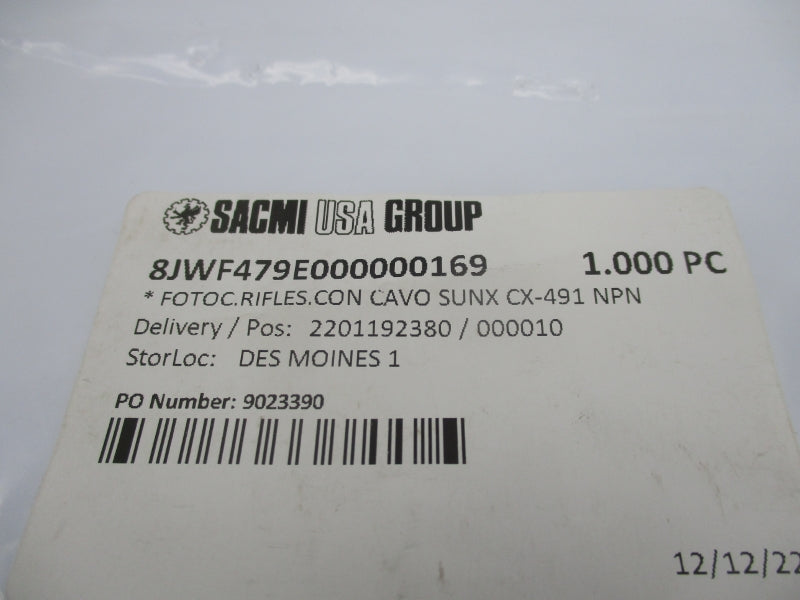 SACMI USA GROUP
8JWF479E000000169 1.000 PC
* FOTOC.RIFLES.CON CAVO SUNX CX-491 NPN
Delivery / Pos: 2201192380 / 000010
StorLoc: DES MOINES 1
PO Number: 9023390
12/12/22